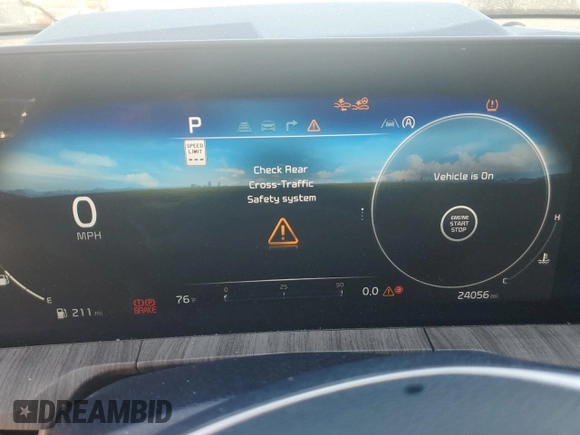 P
SPEED
LIMIT
A
Check Rear
Cross-Traffic
Safety system
Vehicle is On
ENGINE
START
STOP
0
MPH
H
E
211 mi
P
BRAKE
76°F
0
25
50
0.0
C
24056 mi
DREAMBID